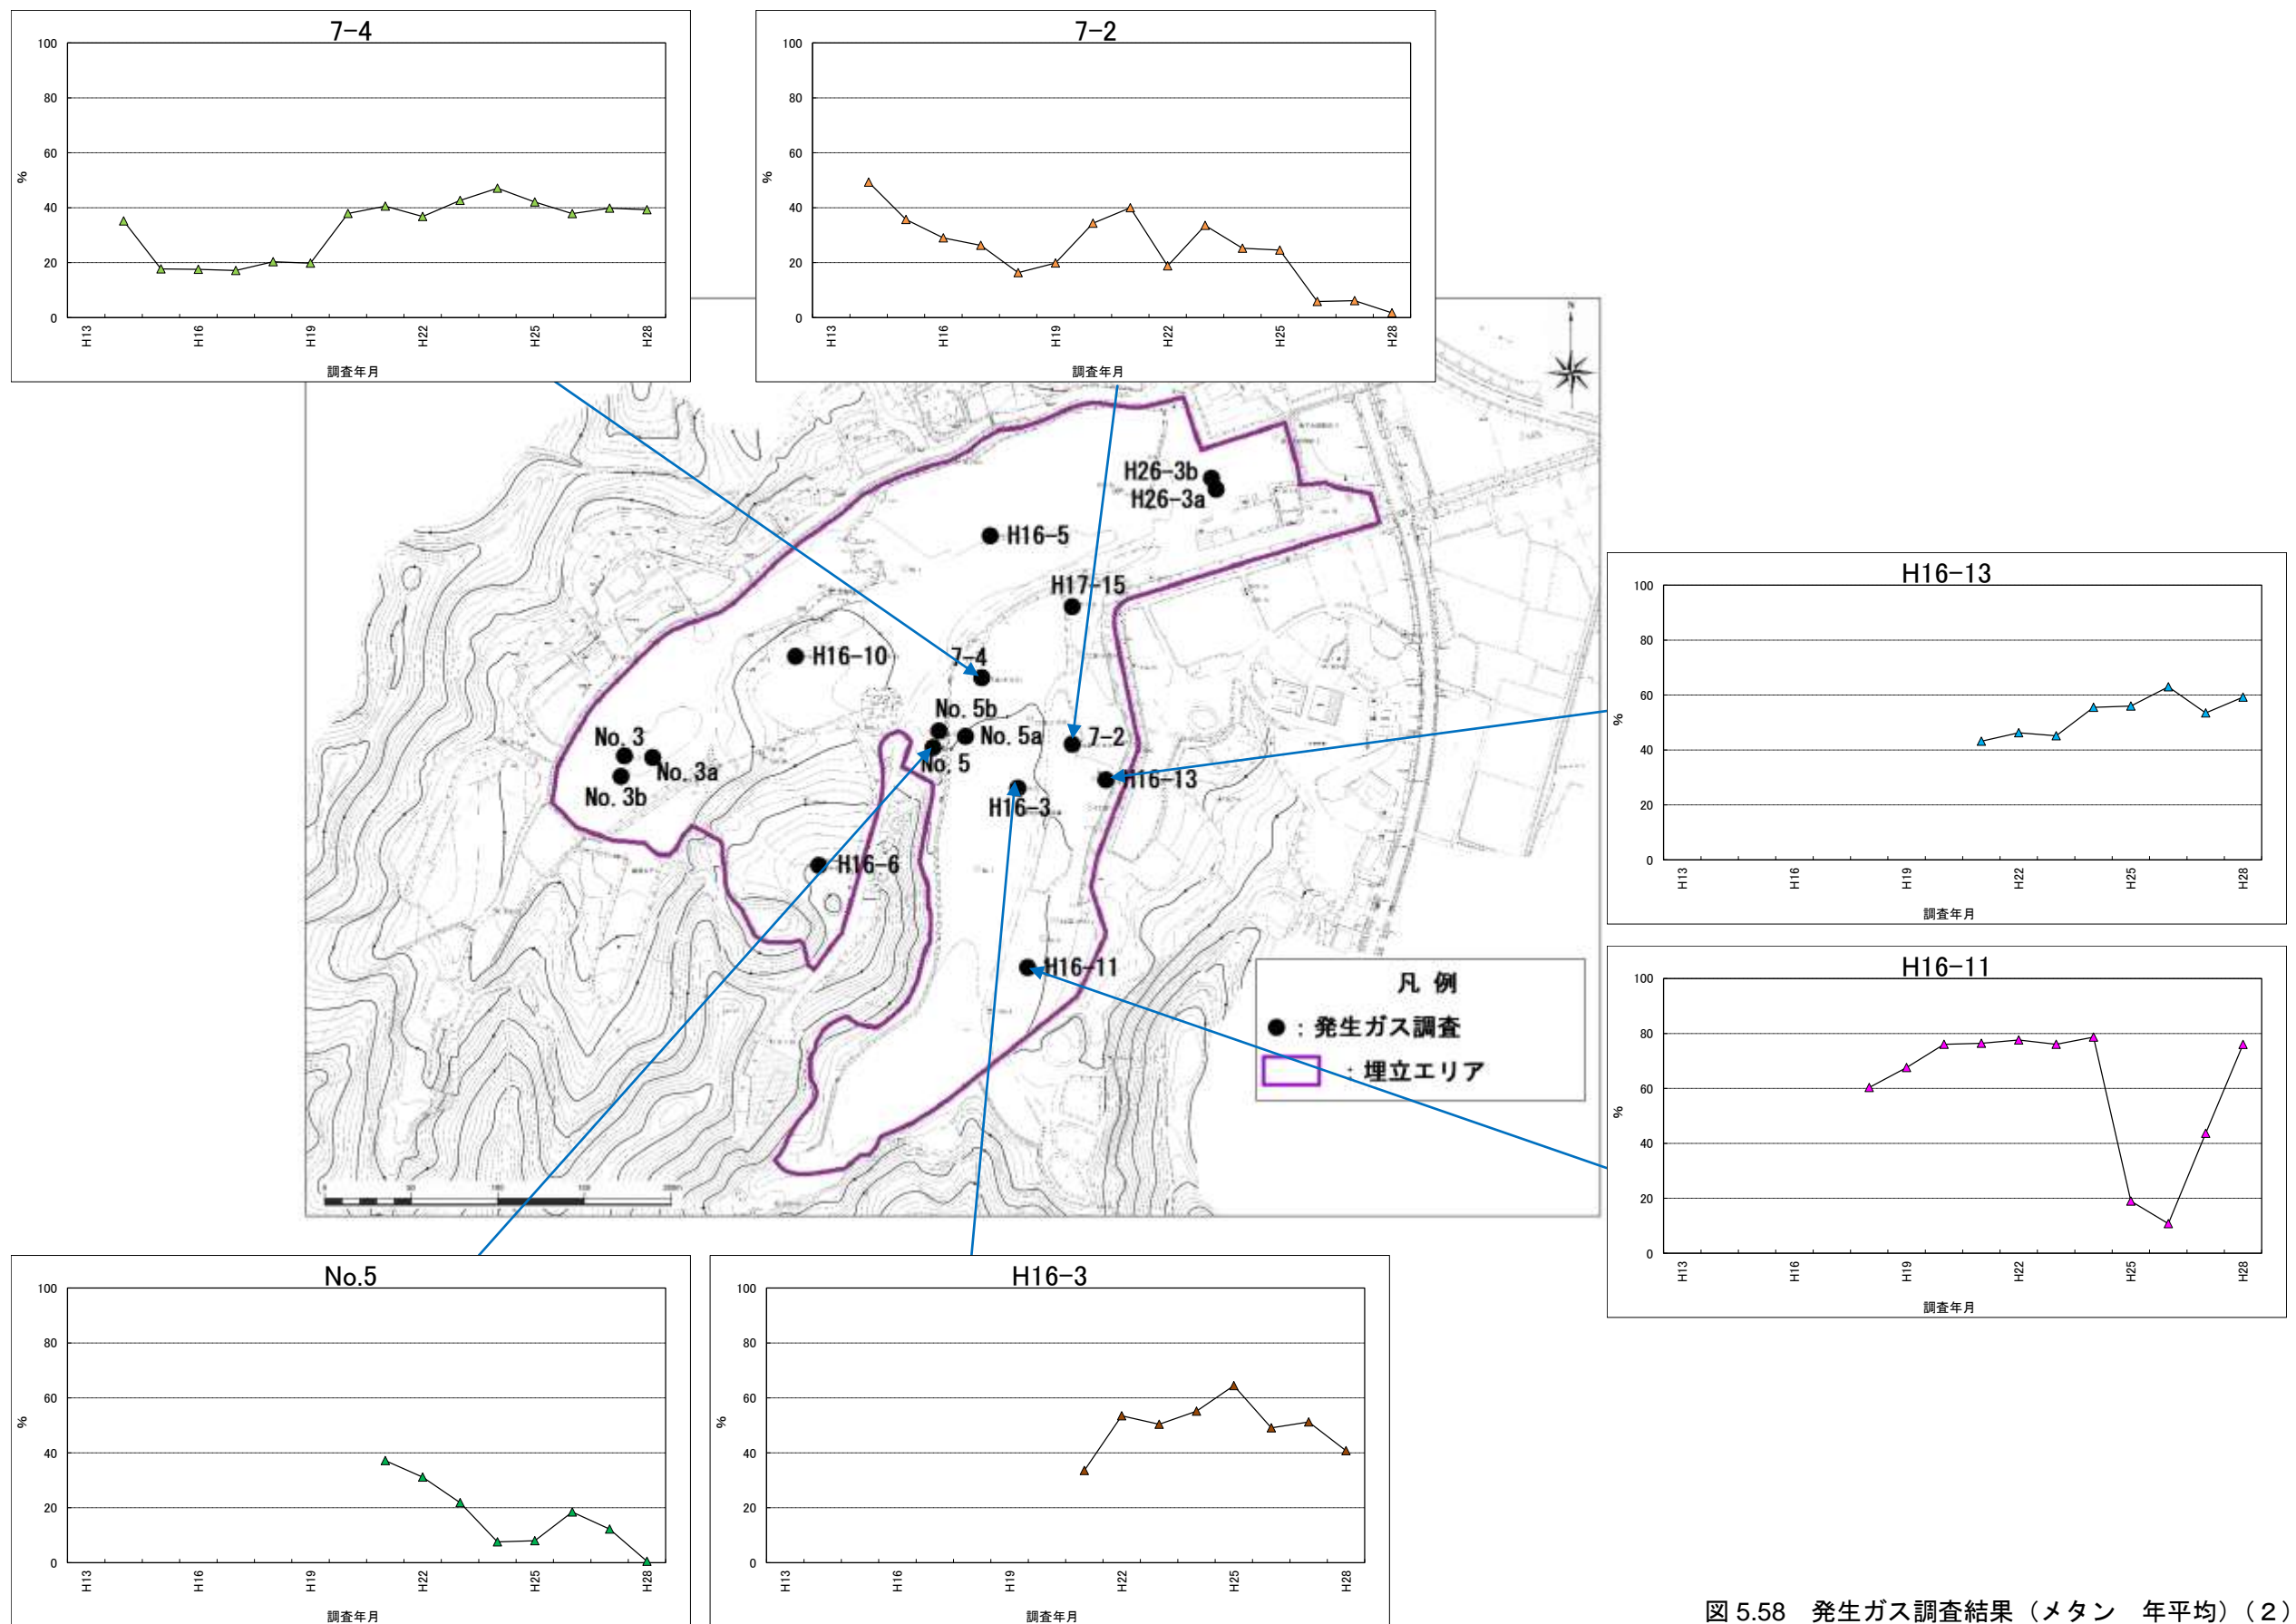 7-4
100
80
60
40
20
0
%
H13
H16
H19
H22
H25
H28
調査年月
7-2
100
80
60
40
20
0
%
H13
H16
H19
H22
H25
H28
調査年月
N
H26-3b
H26-3a
H16-5
H17-15
H16-10
7-4
No. 5b
No. 5a
No. 5
7-2
No. 3
No. 3a
No. 3b
H16-13
H16-3
H16-6
H16-11
凡 例
● : 発生ガス調査
: 埋立エリア
H16-13
100
80
60
40
20
0
%
H13
H16
H19
H22
H25
H28
調査年月
H16-11
100
80
60
40
20
0
%
H13
H16
H19
H22
H25
H28
調査年月
No.5
100
80
60
40
20
0
%
H13
H16
H19
H22
H25
H28
調査年月
H16-3
100
80
60
40
20
0
%
H13
H16
H19
H22
H25
H28
調査年月
図 5.58 発生ガス調査結果（メタン 年平均）（２）